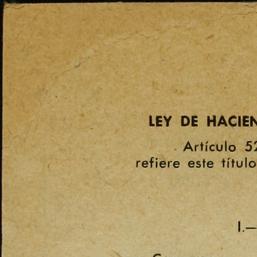 LEY DE HACIEN
Artículo 52
refiere este título
I.—